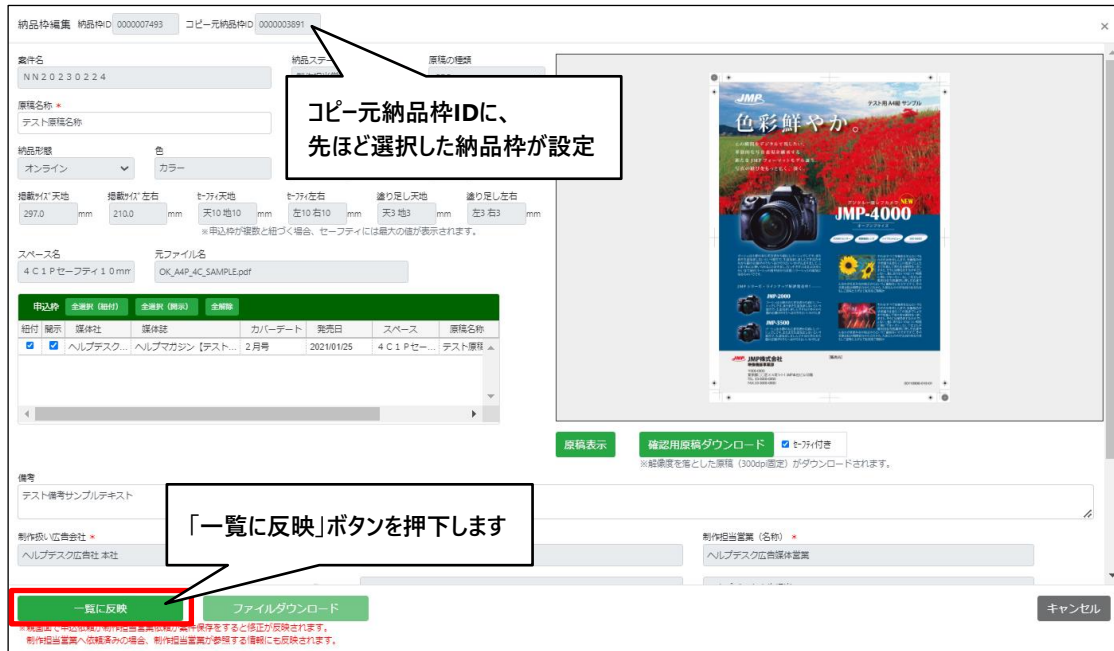 納品枠編集 納品枠ID 0000007493 コピー元納品枠ID 0000003891 ×
案件名
納品ステー
原稿の種類
NN20230224
コピー元納品枠IDに、
先ほど選択した納品枠が設定
原稿名称 *
テスト原稿名称
納品形態
色
オンライン
カラー
掲載ｻｲｽﾞ天地 掲載ｻｲｽﾞ左右 ｾｰﾌﾃｨ天地 ｾｰﾌﾃｨ左右 塗り足し天地 塗り足し左右
297.0 mm 210.0 mm 天10 地10 mm 左10 右10 mm 天3 地3 mm 左3 右3 mm
※申込枠が複数と紐づく場合、セーフティには最大の値が表示されます。
スペース名 元ファイル名
4C1Pセーフティ10mm OK_A4P_4C_SAMPLE.pdf
申込枠 全選択（紐付） 全選択（開示） 全解除
紐付 開示 媒体社 媒体誌 カバーデート 発売日 スペース 原稿名称
ヘルプデスク... ヘルプマガジン【テスト... 2月号 2021/01/25 4C1Pセー... テスト原稿
JMP
テスト用 A4縦 サンプル
色彩鮮やか。
NEW
JMP-4000
JMP-2800
JMP-3500
JMP JMP株式会社
原稿表示 確認用原稿ダウンロード ｾｰﾌﾃｨ付き
※解像度を落とした原稿（300dpi固定）がダウンロードされます。
備考
テスト備考サンプルテキスト
「一覧に反映」ボタンを押下します
制作扱い広告会社 *
制作担当営業（名称） *
ヘルプデスク広告社 本社
ヘルプデスク広告媒体営業
一覧に反映 ファイルダウンロード キャンセル
保存をすると修正が反映されます。
制作担当営業へ依頼済みの場合、制作担当営業が参照する情報にも反映されます。